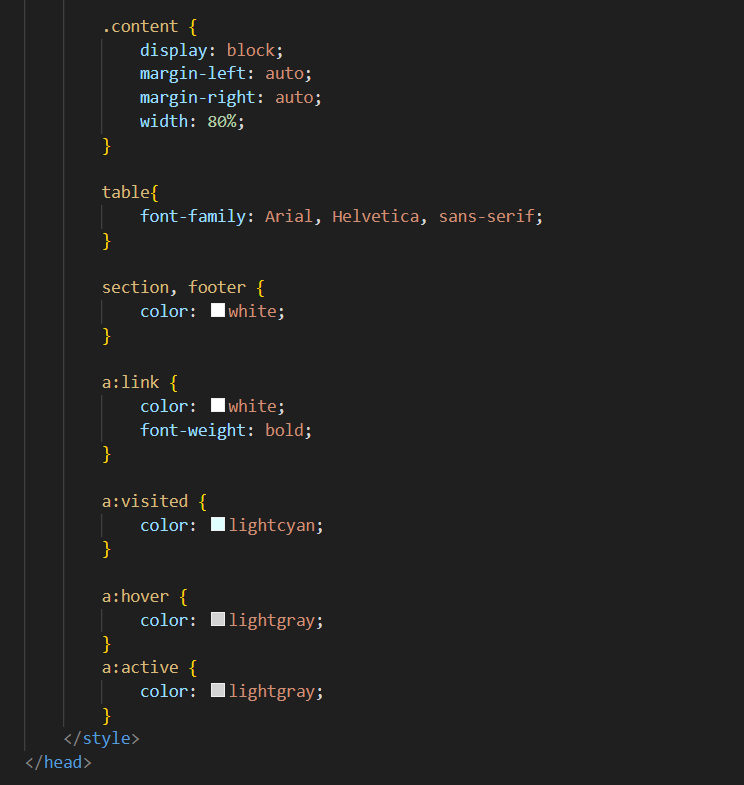 .content {
display: block;
margin-left: auto;
margin-right: auto;
width: 80%;
}
table{
font-family: Arial, Helvetica, sans-serif;
}
section, footer {
color: white;
}
a:link {
color: white;
font-weight: bold;
}
a:visited {
color: lightcyan;
}
a:hover {
color: lightgray;
}
a:active {
color: lightgray;
}
</style>
</head>